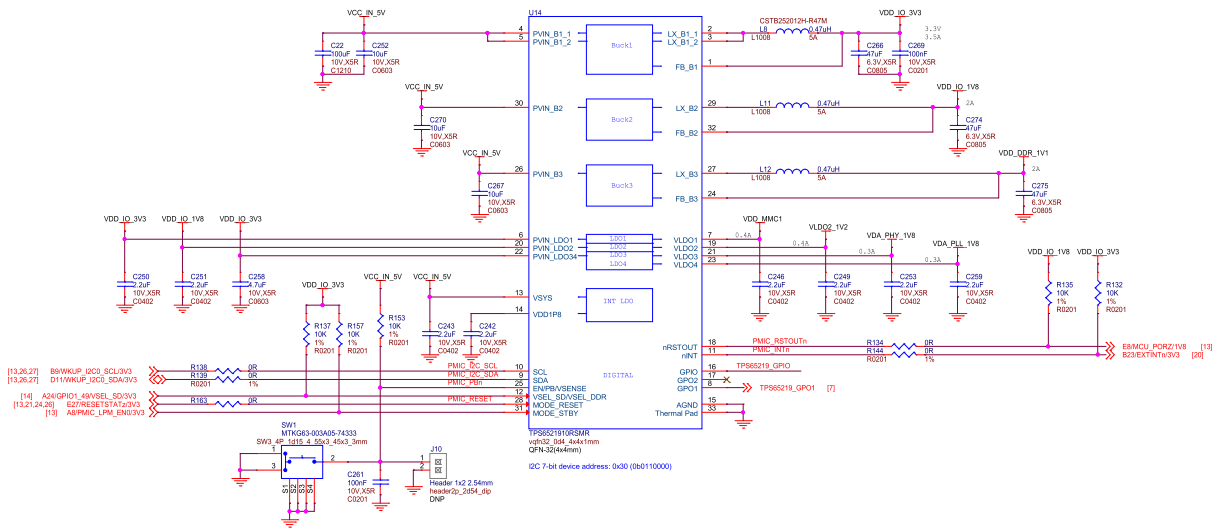 U14
VCC_IN_5V
CSTB252012H-R47M
VDD_IO_3V3
4
5
PVIN_B1_1
PVIN_B1_2
Buck1
LX_B1_1
LX_B1_2
2
3
L8
0.47uH
L1008
5A
3.3V
3.5A
C22
100uF
10V,X5R
C1210
C252
10uF
10V,X5R
C0603
FB_B1
1
C266
47uF
6.3V,X5R
C0805
C269
100nF
10V,X5R
C0201
VCC_IN_5V
VDD_IO_1V8
30
PVIN_B2
Buck2
LX_B2
29
L11
0.47uH
L1008
5A
2A
C270
10uF
10V,X5R
C0603
FB_B2
32
C274
47uF
6.3V,X5R
C0805
VCC_IN_5V
VDD_DDR_1V1
26
PVIN_B3
Buck3
LX_B3
27
L12
0.47uH
L1008
5A
2A
C267
10uF
10V,X5R
C0603
FB_B3
24
C275
47uF
6.3V,X5R
C0805
VDD_IO_3V3
VDD_IO_1V8
VDD_IO_3V3
VDD_MMC1
VLDO2_1V2
VDA_PHY_1V8
VDA_PLL_1V8
6
20
22
PVIN_LDO1
PVIN_LDO2
PVIN_LDO34
LDO1
LDO2
LDO3
LDO4
VLDO1
VLDO2
VLDO3
VLDO4
7
19
21
23
0.4A
0.4A
0.3A
0.3A
C250
2.2uF
10V,X5R
C0402
C251
2.2uF
10V,X5R
C0402
C258
4.7uF
10V,X5R
C0603
C246
2.2uF
10V,X5R
C0402
C249
2.2uF
10V,X5R
C0402
C253
2.2uF
10V,X5R
C0402
C259
2.2uF
10V,X5R
C0402
VDD_IO_1V8
VDD_IO_3V3
R135
10K
1%
R0201
R132
10K
1%
R0201
VDD_IO_3V3
VCC_IN_5V
VCC_IN_5V
13
VSYS
14
VDD1P8
INT LDO
R137
10K
1%
R0201
R157
10K
1%
R0201
R153
10K
1%
R0201
C243
2.2uF
10V,X5R
C0402
C242
2.2uF
10V,X5R
C0402
nRSTOUT
nINT
18
11
PMIC_RSTOUTn
PMIC_INTn
R134
0R
R144
0R
R0201
1%
E8/MCU_PORZ/1V8
[13]
B23/EXTINTn/3V3
[20]
[13,26,27]
B9/WKUP_I2C0_SCL/3V3
R138
0R
PMIC_I2C_SCL
10
SCL
[13,26,27]
D11/WKUP_I2C0_SDA/3V3
R139
0R
R0201
1%
PMIC_I2C_SDA
9
SDA
PMIC_PBn
25
EN/PB/VSENSE
[14]
A24/GPIO1_49/VSEL_SD/3V3
12
VSEL_SD/VSEL_DDR
[13,21,24,26]
E27/RESETSTATz/3V3
R163
0R
PMIC_RESET
28
MODE_RESET
[13]
A8/PMIC_LPM_EN0/3V3
31
MODE_STBY
DIGITAL
GPIO
GPO2
GPO1
16
17
8
TPS65219_GPIO
TPS65219_GPO1
[7]
AGND
Thermal Pad
15
33
TPS6521910RSMR
vqfn32_0d4_4x4x1mm
QFN-32(4x4mm)
I2C 7-bit device address: 0x30 (0b0110000)
SW1
MTKG63-003A05-74333
SW3_4P_1d15_4_55x3_45x3_3mm
1
3
2
S1
S2
S3
S4
C261
100nF
10V,X5R
C0201
J10
1
2
Header 1x2 2.54mm
header2p_2d54_dip
DNP